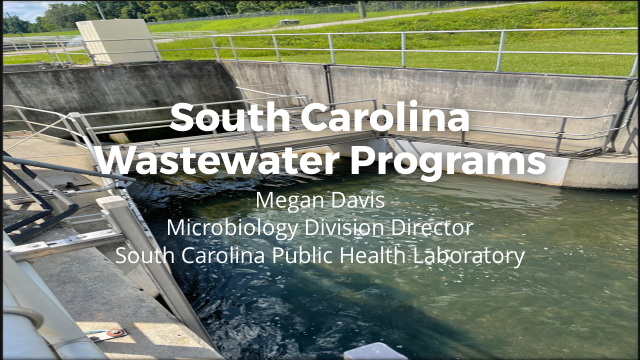 South Carolina
Wastewater Programs
Megan Davis
Microbiology Division Director
South Carolina Public Health Laboratory